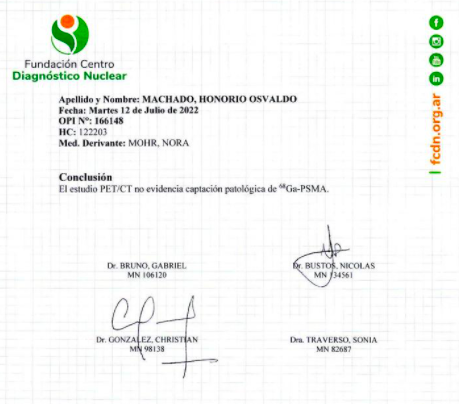 Fundación Centro
Diagnóstico Nuclear
fcdn.org.ar
Apellido y Nombre: MACHADO, HONORIO OSVALDO
Fecha: Martes 12 de Julio de 2022
OPI Nº: 166148
HC: 122203
Med. Derivante: MOHR, NORA
Conclusión
El estudio PET/CT no evidencia captación patológica de ⁶⁸Ga-PSMA.
Dr. BRUNO, GABRIEL
MN 106120
Dr. BUSTOS, NICOLAS
MN 134561
Dr. GONZALEZ, CHRISTIAN
MN 98138
Dra. TRAVERSO, SONIA
MN 82687